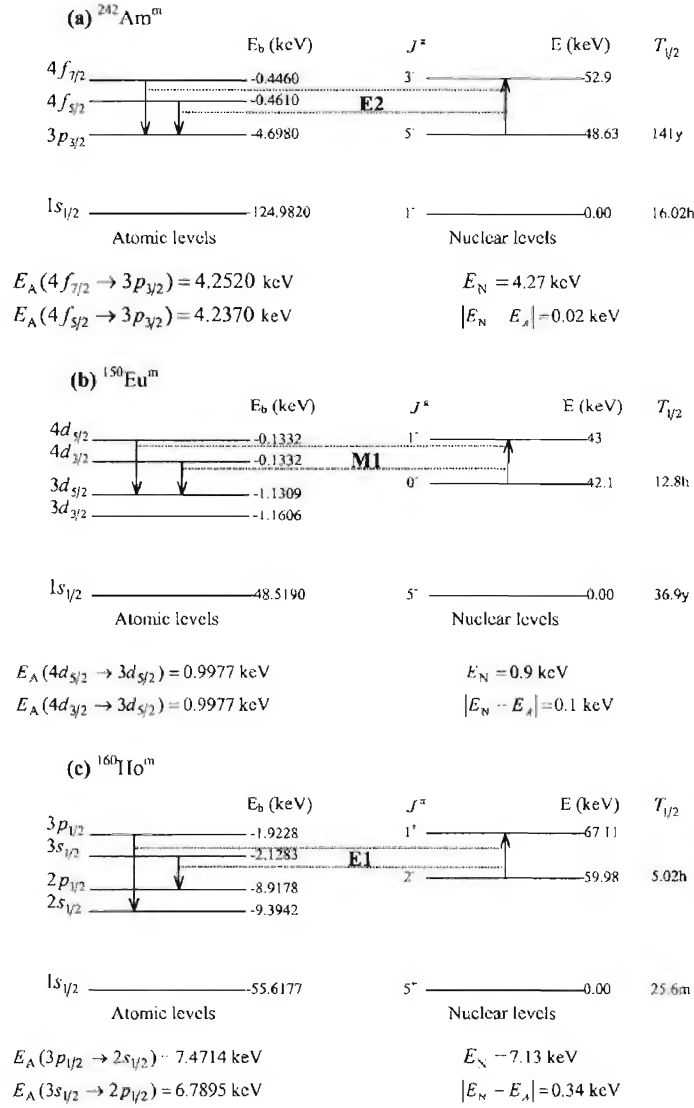 (a) ²⁴²Amᵐ
E_b (keV) J^π E (keV) T_1/2
4f_7/2 -0.4460 3⁻ 52.9
4f_5/2 -0.4610 E2
3p_3/2 -4.6980 5⁻ 48.63 141y
1s_1/2 -124.9820 1⁻ 0.00 16.02h
Atomic levels Nuclear levels
E_A(4f_7/2 → 3p_3/2) = 4.2520 keV E_N = 4.27 keV
E_A(4f_5/2 → 3p_3/2) = 4.2370 keV |E_N E_A| = 0.02 keV
(b) ¹⁵⁰Euᵐ
E_b (keV) J^π E (keV) T_1/2
4d_5/2 -0.1332 1⁻ 43
4d_3/2 -0.1332 M1
3d_5/2 -1.1309 0⁻ 42.1 12.8h
3d_3/2 -1.1606
1s_1/2 -48.5190 5⁻ 0.00 36.9y
Atomic levels Nuclear levels
E_A(4d_5/2 → 3d_5/2) = 0.9977 keV E_N = 0.9 keV
E_A(4d_3/2 → 3d_5/2) = 0.9977 keV |E_N − E_A| = 0.1 keV
(c) ¹⁶⁰Hoᵐ
E_b (keV) J^π E (keV) T_1/2
3p_1/2 -1.9228 1⁺ 67.11
3s_1/2 -2.1283 E1
2p_1/2 -8.9178 2⁻ 59.98 5.02h
2s_1/2 -9.3942
1s_1/2 -55.6177 5⁺ 0.00 25.6m
Atomic levels Nuclear levels
E_A(3p_1/2 → 2s_1/2) - 7.4714 keV E_N −7.13 keV
E_A(3s_1/2 → 2p_1/2) = 6.7895 keV |E_N − E_A| = 0.34 keV